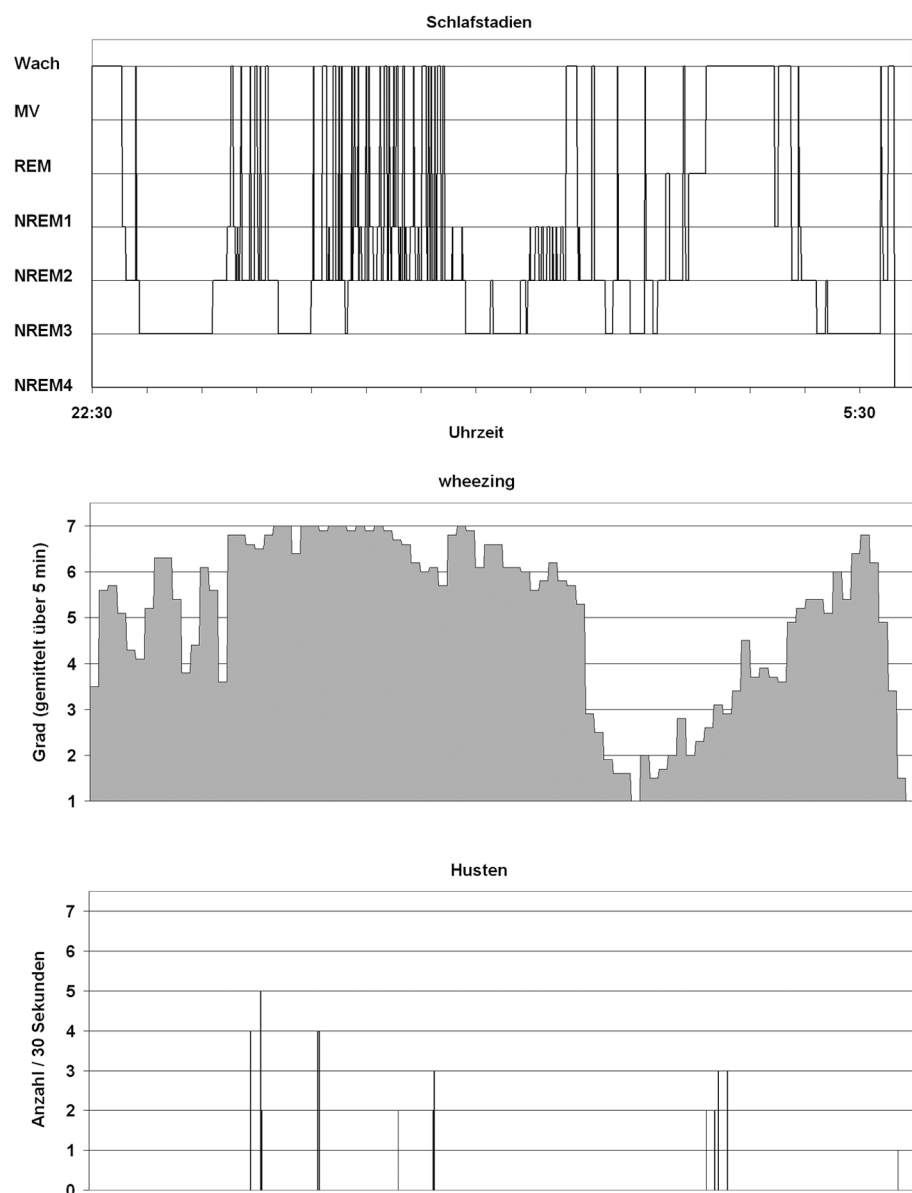 Schlafstadien
Wach
MV
REM
NREM1
NREM2
NREM3
NREM4
22:30 5:30
Uhrzeit
wheezing
Grad (gemittelt über 5 min)
7
6
5
4
3
2
1
Husten
Anzahl / 30 Sekunden
7
6
5
4
3
2
1
0